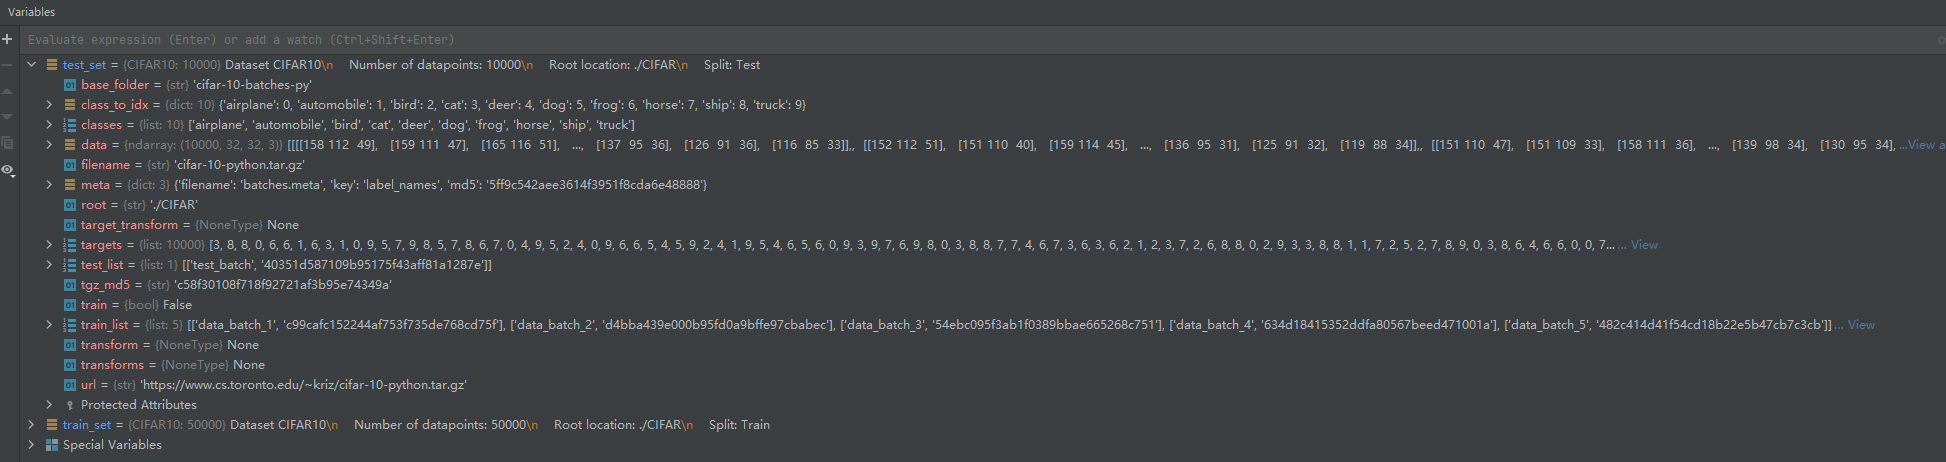 Variables
Evaluate expression (Enter) or add a watch (Ctrl+Shift+Enter)
test_set = {CIFAR10: 10000} Dataset CIFAR10\n Number of datapoints: 10000\n Root location: ./CIFAR\n Split: Test
base_folder = {str} 'cifar-10-batches-py'
class_to_idx = {dict: 10} {'airplane': 0, 'automobile': 1, 'bird': 2, 'cat': 3, 'deer': 4, 'dog': 5, 'frog': 6, 'horse': 7, 'ship': 8, 'truck': 9}
classes = {list: 10} ['airplane', 'automobile', 'bird', 'cat', 'deer', 'dog', 'frog', 'horse', 'ship', 'truck']
data = {ndarray: (10000, 32, 32, 3)} [[[[158 112 49], [159 111 47], [165 116 51], ..., [137 95 36], [126 91 36], [116 85 33]],, [[152 112 51], [151 110 40], [159 114 45], ..., [136 95 31], [125 91 32], [119 88 34]],, [[151 110 47], [151 109 33], [158 111 36], ..., [139 98 34], [130 95 34], ...View a
filename = {str} 'cifar-10-python.tar.gz'
meta = {dict: 3} {'filename': 'batches.meta', 'key': 'label_names', 'md5': '5ff9c542aee3614f3951f8cda6e48888'}
root = {str} './CIFAR'
target_transform = {NoneType} None
targets = {list: 10000} [3, 8, 8, 0, 6, 6, 1, 6, 3, 1, 0, 9, 5, 7, 9, 8, 5, 7, 8, 6, 7, 0, 4, 9, 5, 2, 4, 0, 9, 6, 6, 5, 4, 5, 9, 2, 4, 1, 9, 5, 4, 6, 5, 6, 0, 9, 3, 9, 7, 6, 9, 8, 0, 3, 8, 8, 7, 7, 4, 6, 7, 3, 6, 3, 6, 2, 1, 2, 3, 7, 2, 6, 8, 8, 0, 2, 9, 3, 3, 8, 8, 1, 1, 7, 2, 5, 2, 7, 8, 9, 0, 3, 8, 6, 4, 6, 6, 0, 0, 7... ... View
test_list = {list: 1} [['test_batch', '40351d587109b95175f43aff81a1287e']]
tgz_md5 = {str} 'c58f30108f718f92721af3b95e74349a'
train = {bool} False
train_list = {list: 5} [['data_batch_1', 'c99cafc152244af753f735de768cd75f'], ['data_batch_2', 'd4bba439e000b95fd0a9bffe97cbabec'], ['data_batch_3', '54ebc095f3ab1f0389bbae665268c751'], ['data_batch_4', '634d18415352ddfa80567beed471001a'], ['data_batch_5', '482c414d41f54cd18b22e5b47cb7c3cb']] ... View
transform = {NoneType} None
transforms = {NoneType} None
url = {str} 'https://www.cs.toronto.edu/~kriz/cifar-10-python.tar.gz'
Protected Attributes
train_set = {CIFAR10: 50000} Dataset CIFAR10\n Number of datapoints: 50000\n Root location: ./CIFAR\n Split: Train
Special Variables